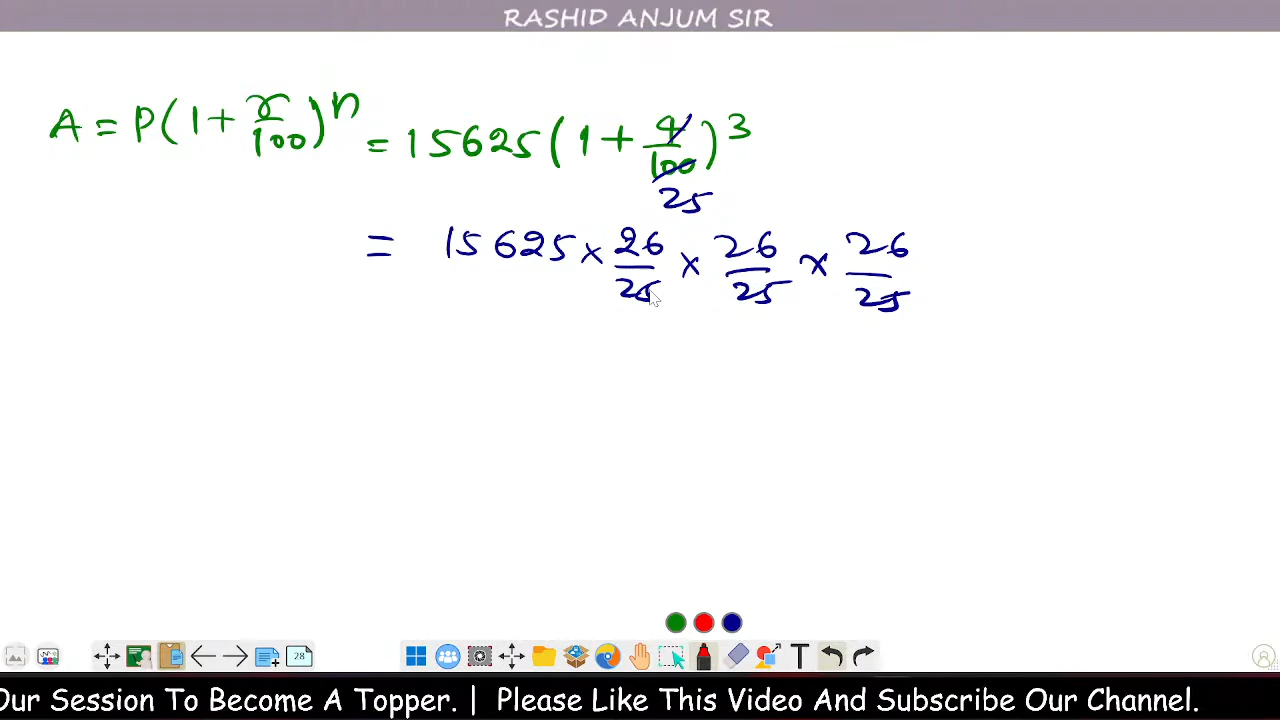 RASHID ANJUM SIR
A = P(1 + r/100)^n = 15625(1 + 4/100)^3
25
= 15625 × 26/25 × 26/25 × 26/25
28
Our Session To Become A Topper. | Please Like This Video And Subscribe Our Channel.